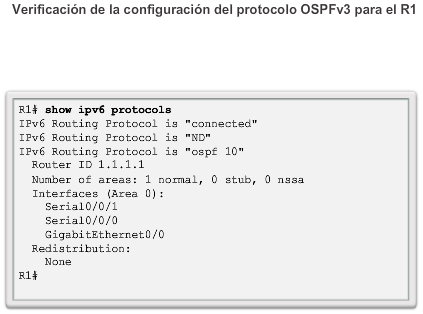 Verificación de la configuración del protocolo OSPFv3 para el R1
R1# show ipv6 protocols
IPv6 Routing Protocol is "connected"
IPv6 Routing Protocol is "ND"
IPv6 Routing Protocol is "ospf 10"
Router ID 1.1.1.1
Number of areas: 1 normal, 0 stub, 0 nssa
Interfaces (Area 0):
Serial0/0/1
Serial0/0/0
GigabitEthernet0/0
Redistribution:
None
R1#